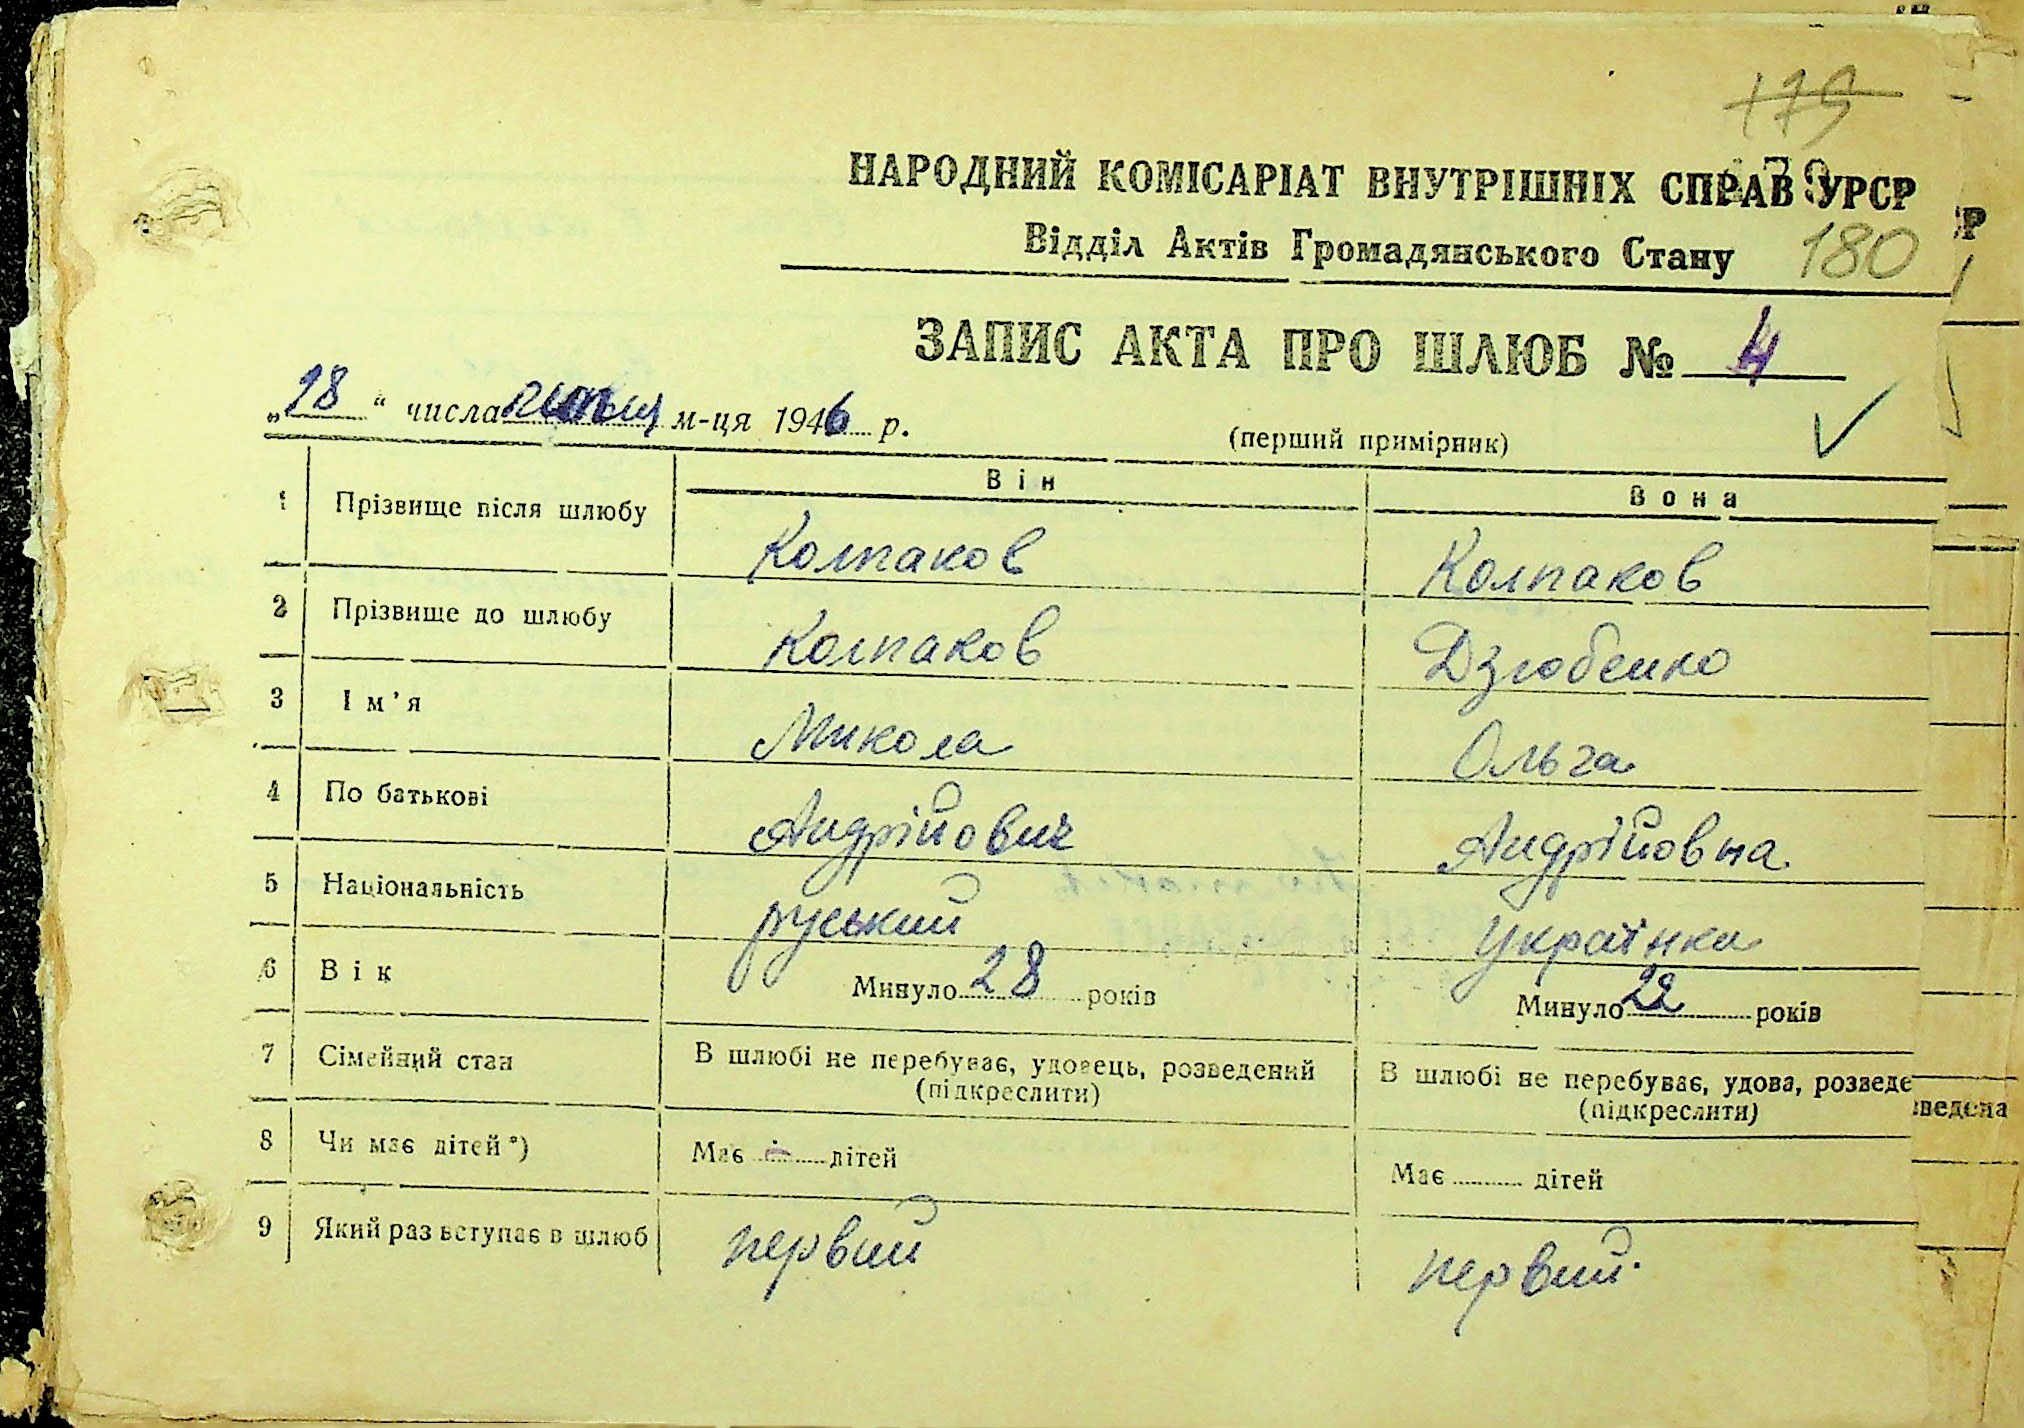 179
НАРОДНИЙ КОМІСАРІАТ ВНУТРІШНІХ СПРАВ УРСР
Відділ Актів Громадянського Стану 180
ЗАПИС АКТА ПРО ШЛЮБ № 4
„28“ числа м-ця 1946 р.
(перший примірник)
Він Вона
1 Прізвище після шлюбу Колпаков Колпаков
2 Прізвище до шлюбу Колпаков Дзюбенко
3 Ім'я Микола Ольга
4 По батькові Андрійович Андрійовна
5 Національність руський Українка
6 Вік Минуло 28 років Минуло 22 років
7 Сімейний стан В шлюбі не перебуває, удовець, розведений (підкреслити) В шлюбі не перебуває, удова, розведе (підкреслити)
зведена
8 Чи має дітей*) Має - дітей Має дітей
9 Який раз вступає в шлюб первий первий.